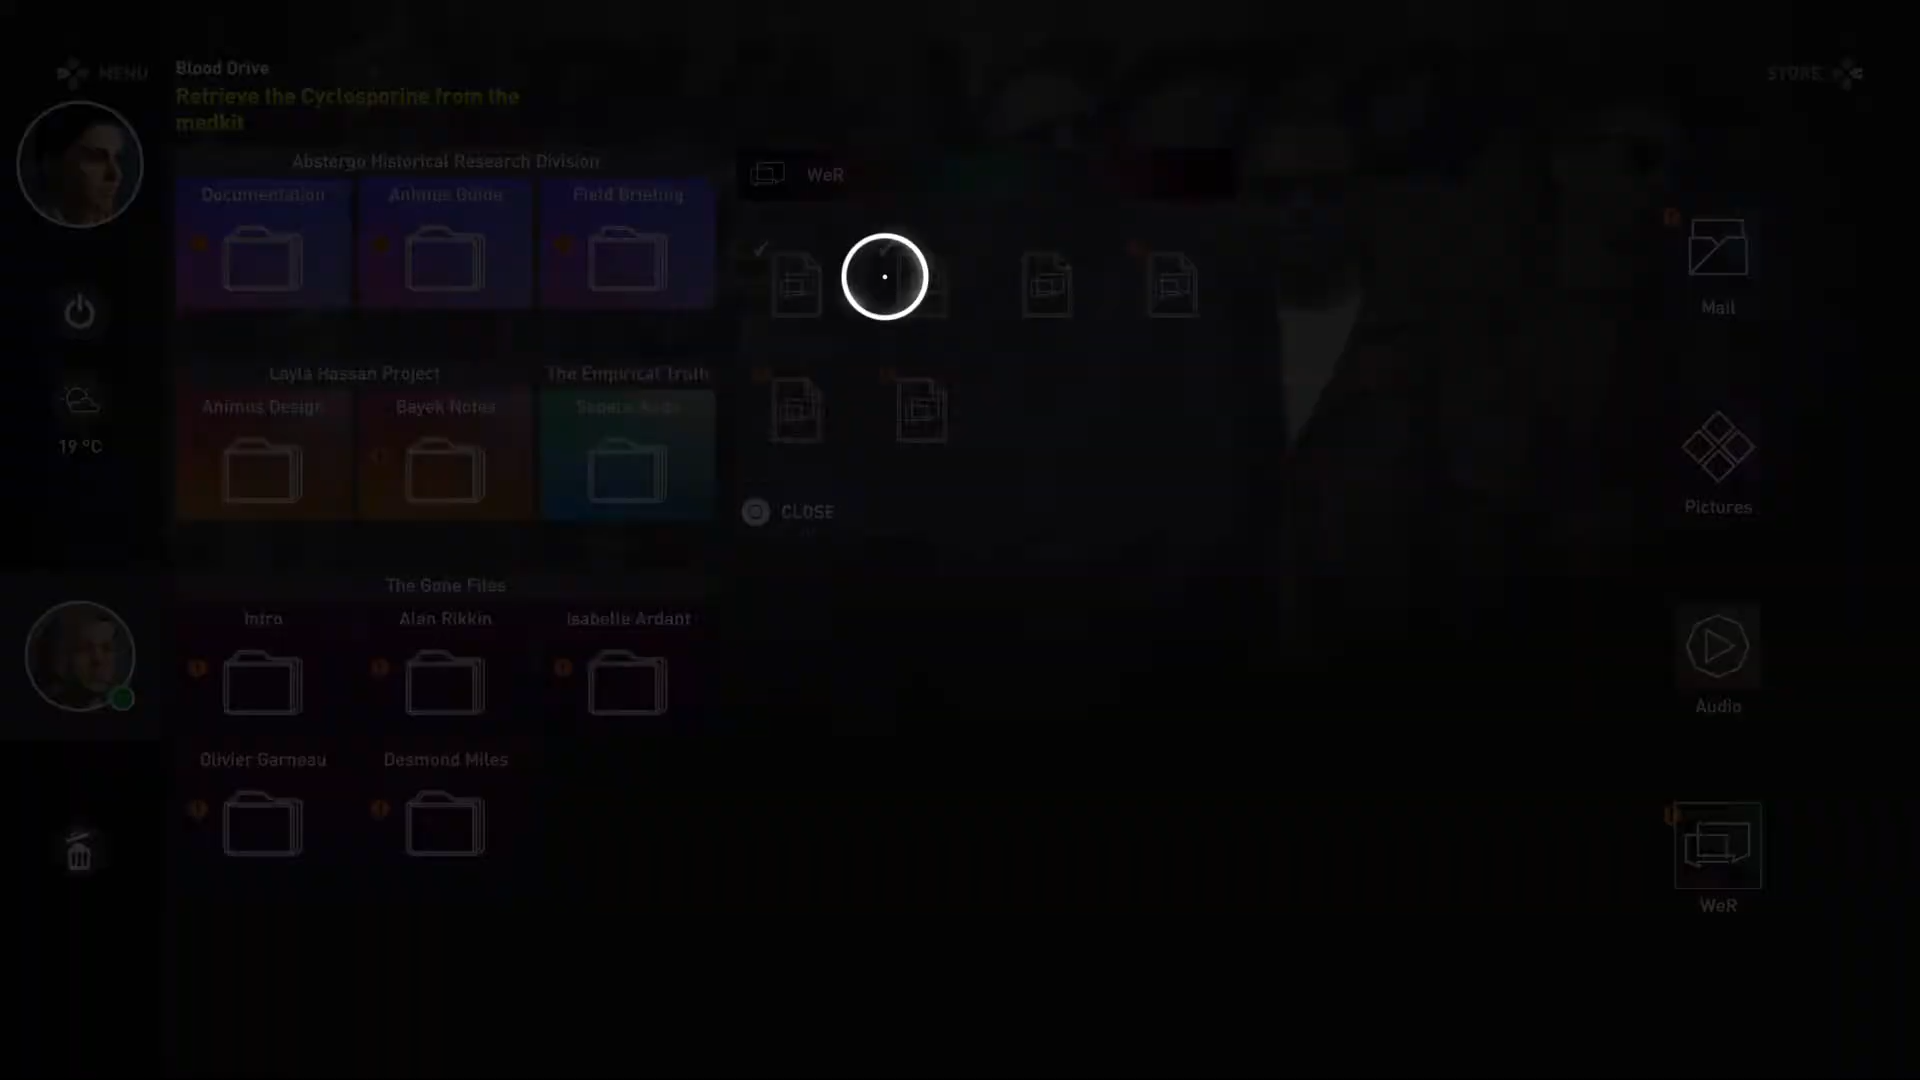 MENU
Blood Drive
STORE
Retrieve the Cyclosporine from the
medkit
Abstergo Historical Research Division
WeR
Documentation
Animus Guide
Field Briefing
Mail
Layla Hassan Project
The Empirical Truth
Animus Design
Bayek Notes
19 °C
Pictures
CLOSE
The Gone Files
Intro
Alan Rikkin
Isabelle Ardant
Audio
Olivier Garneau
Desmond Miles
WeR